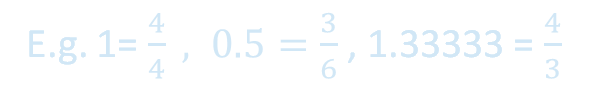 E.g. 1= 4/4 , 0.5 = 3/6 , 1.33333 = 4/3